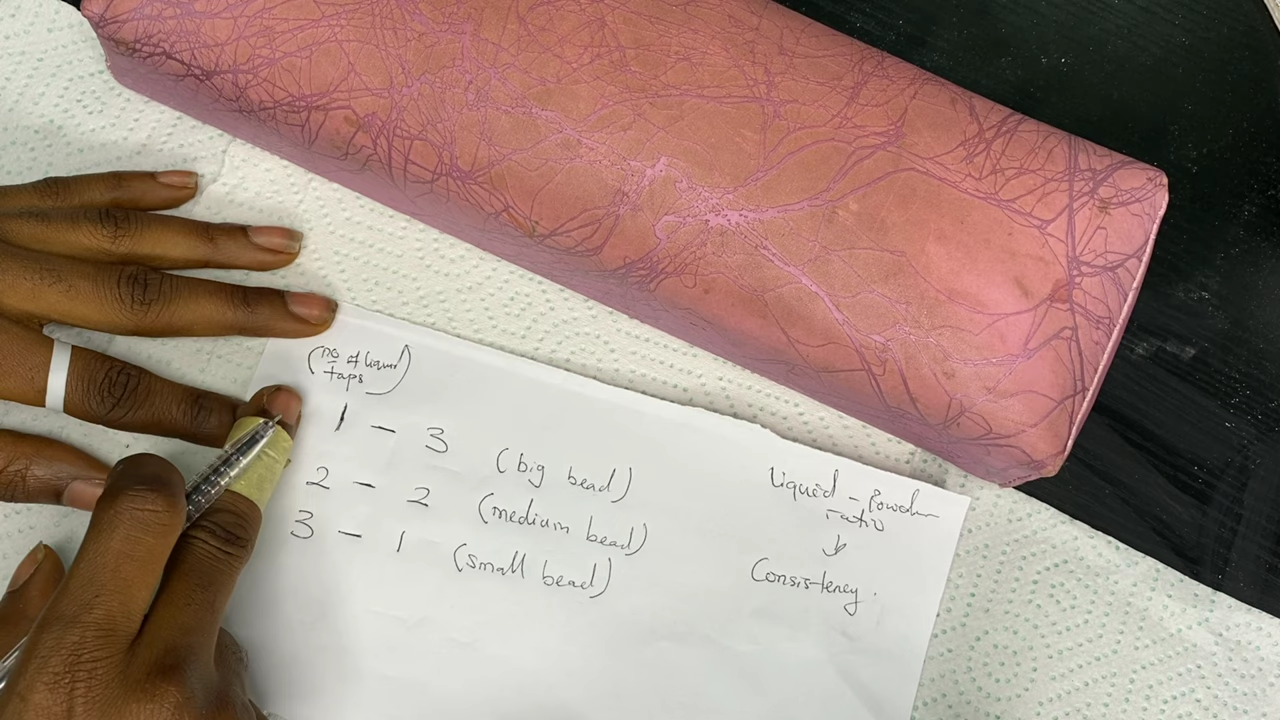 (no of liquid
taps)
1 - 3 (big bead)
2 - 2 (medium bead)
3 - 1 (small bead)
Liquid - Powder
ratio
↓
Consistency.